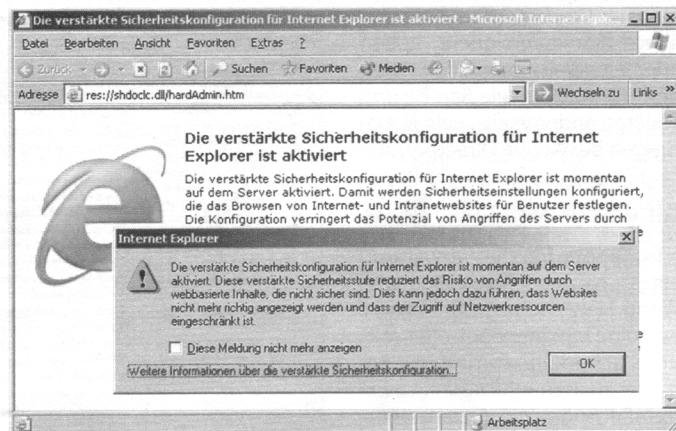 Die verstärkte Sicherheitskonfiguration für Internet Explorer ist aktiviert - Microsoft Internet
Datei Bearbeiten Ansicht Favoriten Extras ?
Zurück Suchen Favoriten Medien
Adresse res://shdoclc.dll/hardAdmin.htm Wechseln zu Links »
Die verstärkte Sicherheitskonfiguration für Internet
Explorer ist aktiviert
Die verstärkte Sicherheitskonfiguration für Internet Explorer ist momentan
auf dem Server aktiviert. Damit werden Sicherheitseinstellungen konfiguriert,
die das Browsen von Internet- und Intranetwebsites für Benutzer festlegen.
Die Konfiguration verringert das Potenzial von Angriffen des Servers durch
Internet Explorer
Die verstärkte Sicherheitskonfiguration für Internet Explorer ist momentan auf dem Server
aktiviert. Diese verstärkte Sicherheitsstufe reduziert das Risiko von Angriffen durch
webbasierte Inhalte, die nicht sicher sind. Dies kann jedoch dazu führen, dass Websites
nicht mehr richtig angezeigt werden und dass der Zugriff auf Netzwerkressourcen
eingeschränkt ist.
Diese Meldung nicht mehr anzeigen
OK
Weitere Informationen über die verstärkte Sicherheitskonfiguration...
Arbeitsplatz